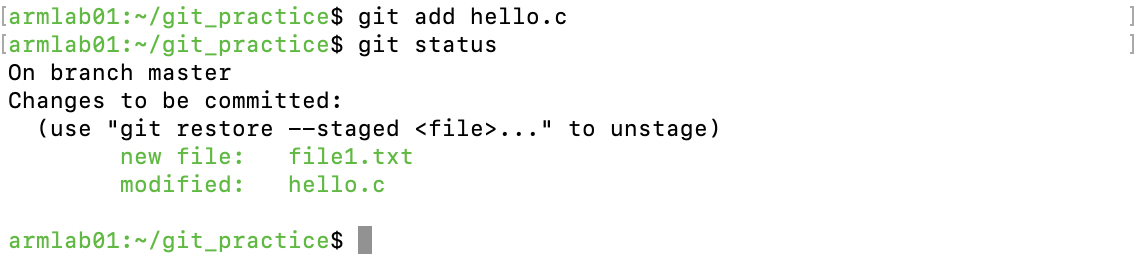 [armlab01:~/git_practice$ git add hello.c ]
[armlab01:~/git_practice$ git status ]
On branch master
Changes to be committed:
  (use "git restore --staged <file>..." to unstage)
        new file:   file1.txt
        modified:   hello.c

armlab01:~/git_practice$